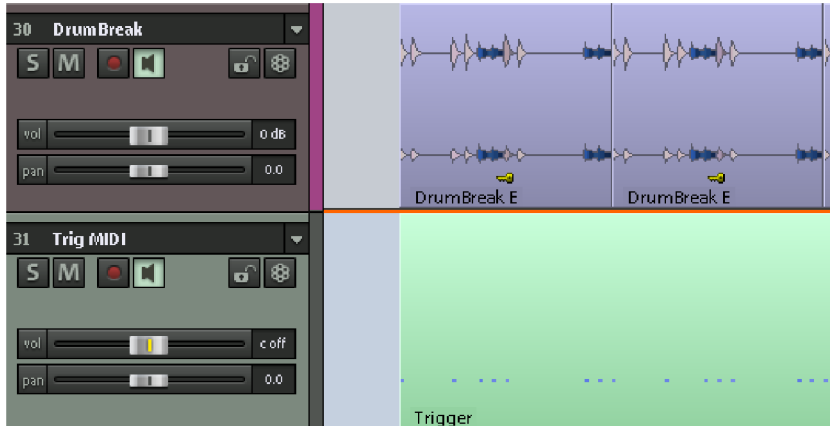 30 DrumBreak
S M
vol 0 dB
pan 0.0
DrumBreak E DrumBreak E
31 Trig MIDI
S M
vol c off
pan 0.0
Trigger